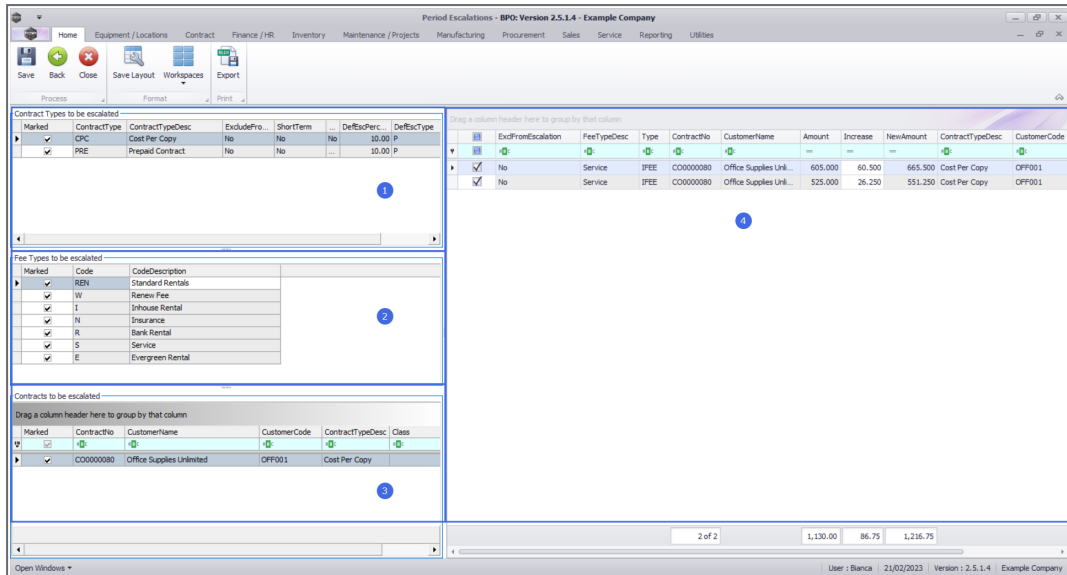 Period Escalations - BPO: Version 2.5.1.4 - Example Company
Home Equipment / Locations Contract Finance / HR Inventory Maintenance / Projects Manufacturing Procurement Sales Service Reporting Utilities
Save Back Close Save Layout Workspaces Export
Process Format Print
Contract Types to be escalated
Marked ContractType ContractTypeDesc ExcludeFro... ShortTerm ... DefEscPerc... DefEscType
CPC Cost Per Copy No No No 10.00 P
PRE Prepaid Contract No No ... 10.00 P
1
Fee Types to be escalated
Marked Code CodeDescription
REN Standard Rentals
W Renew Fee
I Inhouse Rental
N Insurance
R Bank Rental
S Service
E Evergreen Rental
2
Contracts to be escalated
Drag a column header here to group by that column
Marked ContractNo CustomerName CustomerCode ContractTypeDesc Class
CO0000080 Office Supplies Unlimited OFF001 Cost Per Copy
3
Drag a column header here to group by that column
ExclFromEscalation FeeTypeDesc Type ContractNo CustomerName Amount Increase NewAmount ContractTypeDesc CustomerCode
No Service IFEE CO0000080 Office Supplies Unli... 605.000 60.500 665.500 Cost Per Copy OFF001
No Service IFEE CO0000080 Office Supplies Unli... 525.000 26.250 551.250 Cost Per Copy OFF001
4
2 of 2 1,130.00 86.75 1,216.75
Open Windows User : Bianca 21/02/2023 Version : 2.5.1.4 Example Company